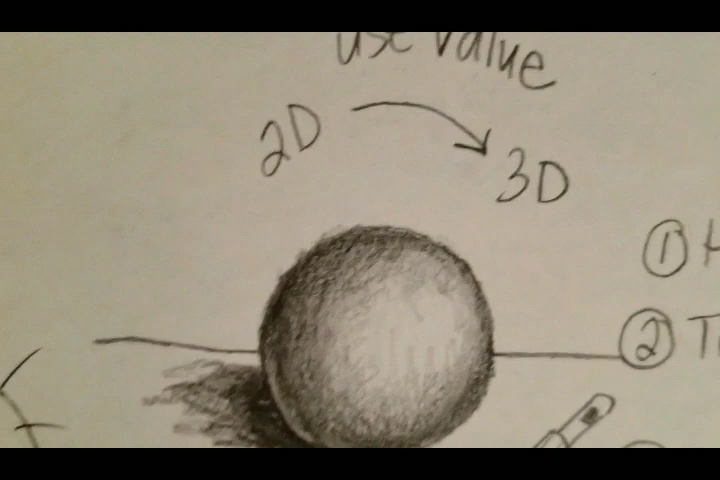 use value
2D
3D
① H
② T